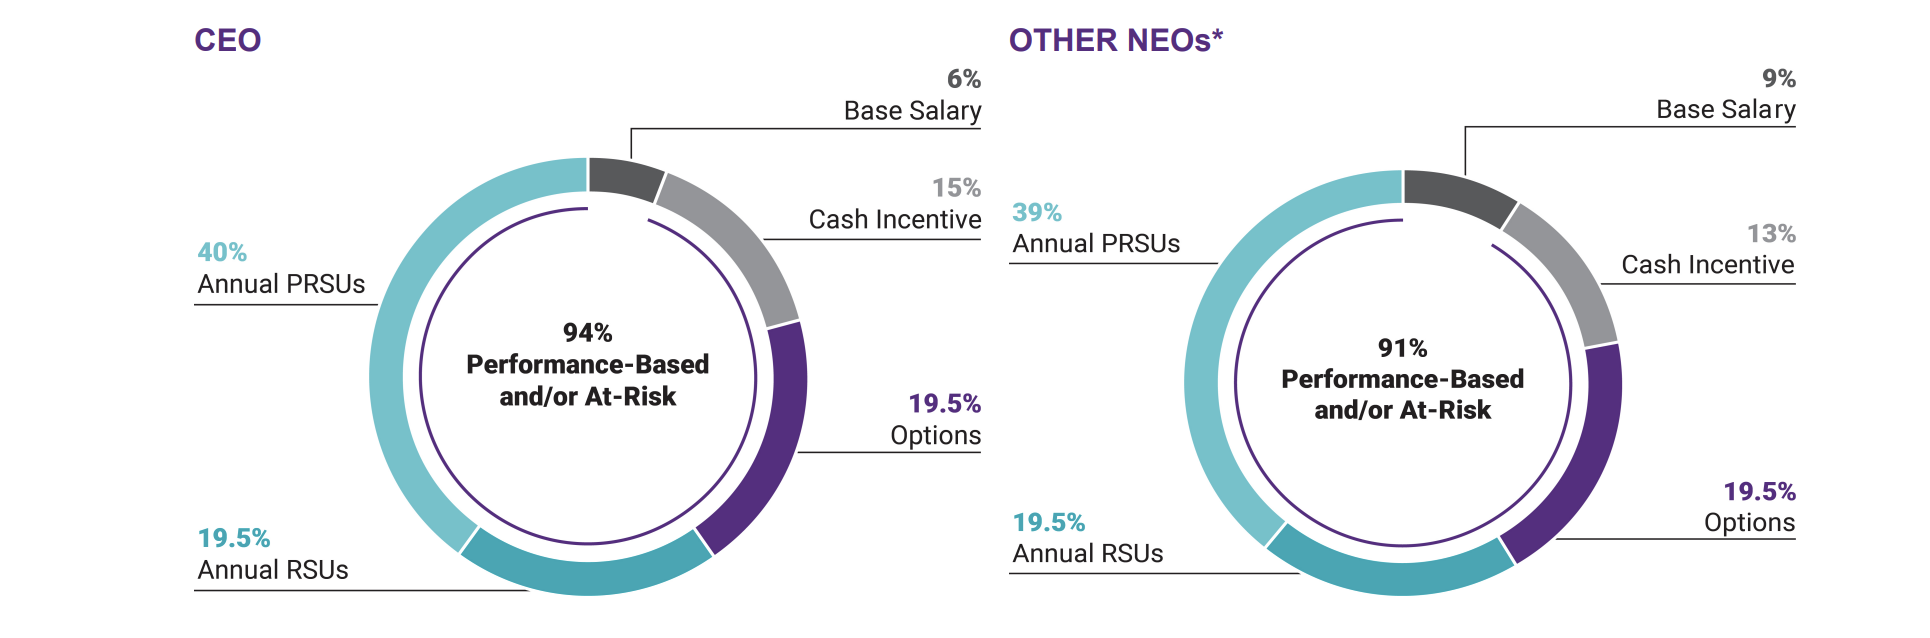 CEO
6%
Base Salary
15%
Cash Incentive
40%
Annual PRSUs
94%
Performance-Based
and/or At-Risk
19.5%
Options
19.5%
Annual RSUs
OTHER NEOs*
9%
Base Salary
39%
Annual PRSUs
13%
Cash Incentive
91%
Performance-Based
and/or At-Risk
19.5%
Options
19.5%
Annual RSUs